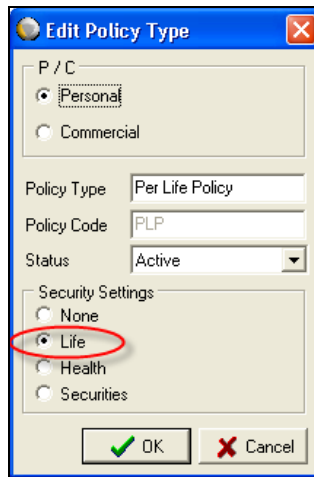 Edit Policy Type
P / C
Personal
Commercial
Policy Type Per Life Policy
Policy Code PLP
Status Active
Security Settings
None
Life
Health
Securities
OK Cancel